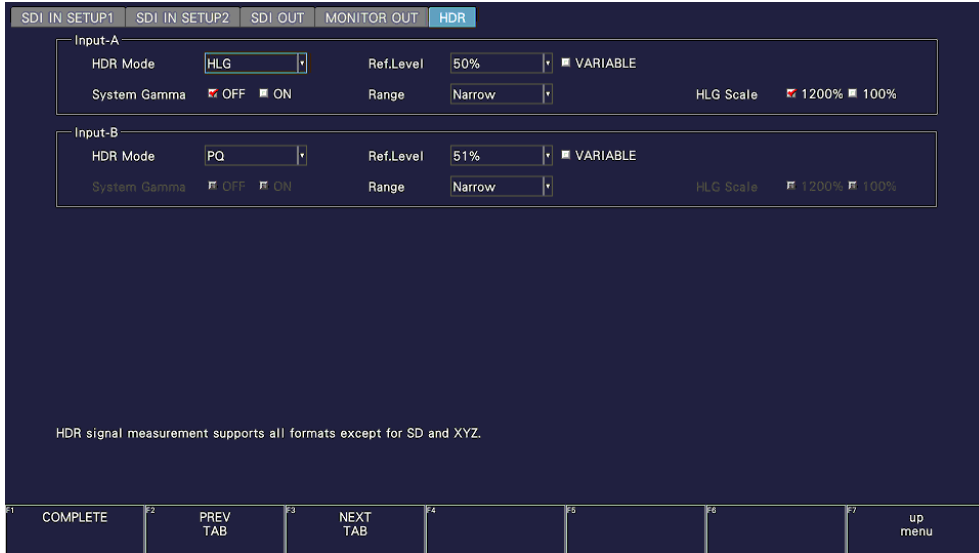 SDI IN SETUP1 SDI IN SETUP2 SDI OUT MONITOR OUT HDR
Input-A
HDR Mode HLG Ref.Level 50% VARIABLE
System Gamma OFF ON Range Narrow HLG Scale 1200% 100%
Input-B
HDR Mode PQ Ref.Level 51% VARIABLE
System Gamma OFF ON Range Narrow HLG Scale 1200% 100%
HDR signal measurement supports all formats except for SD and XYZ.
F1 COMPLETE F2 PREV TAB F3 NEXT TAB F4 F5 F6 F7 up menu